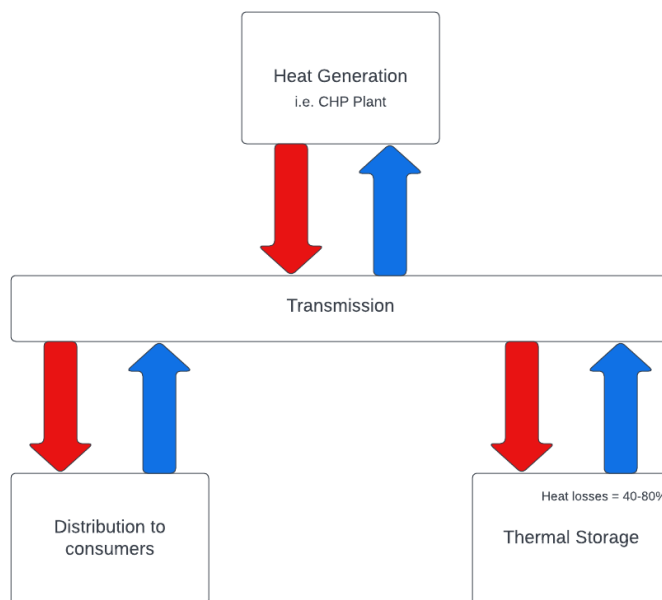 Heat Generation
i.e. CHP Plant
Transmission
Heat losses = 40-80%
Distribution to
consumers
Thermal Storage